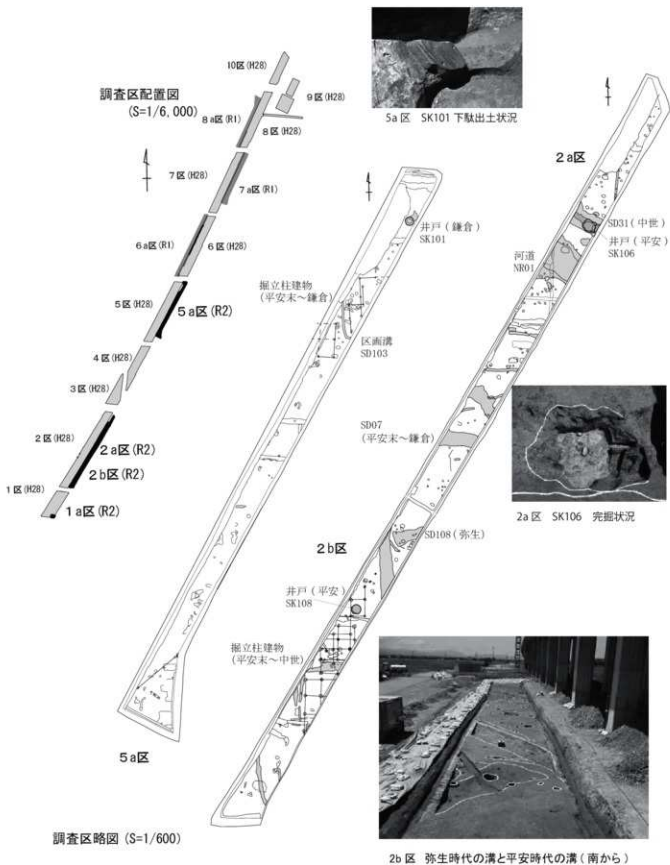 調査区配置図
(S=1/6,000)
10区(H28)
9区(H28)
8a区(R1)
8区(H28)
7区(H28)
7a区(R1)
6a区(R1)
6区(H28)
5区(H28)
5a区(R2)
4区(H28)
3区(H28)
2区(H28)
2a区(R2)
2b区(R2)
1区(H28)
1a区(R2)
5a区 SK101下駄出土状況
井戸(鎌倉)
SK101
掘立柱建物
(平安末~鎌倉)
区画溝
SD103
5a区
2a区
SD31(中世)
井戸(平安)
SK106
河道
NR01
SD07
(平安末~鎌倉)
2a区 SK106 完掘状況
SD108(弥生)
2b区
井戸(平安)
SK108
掘立柱建物
(平安末~中世)
調査区略図(S=1/600)
2b区 弥生時代の溝と平安時代の溝(南から)